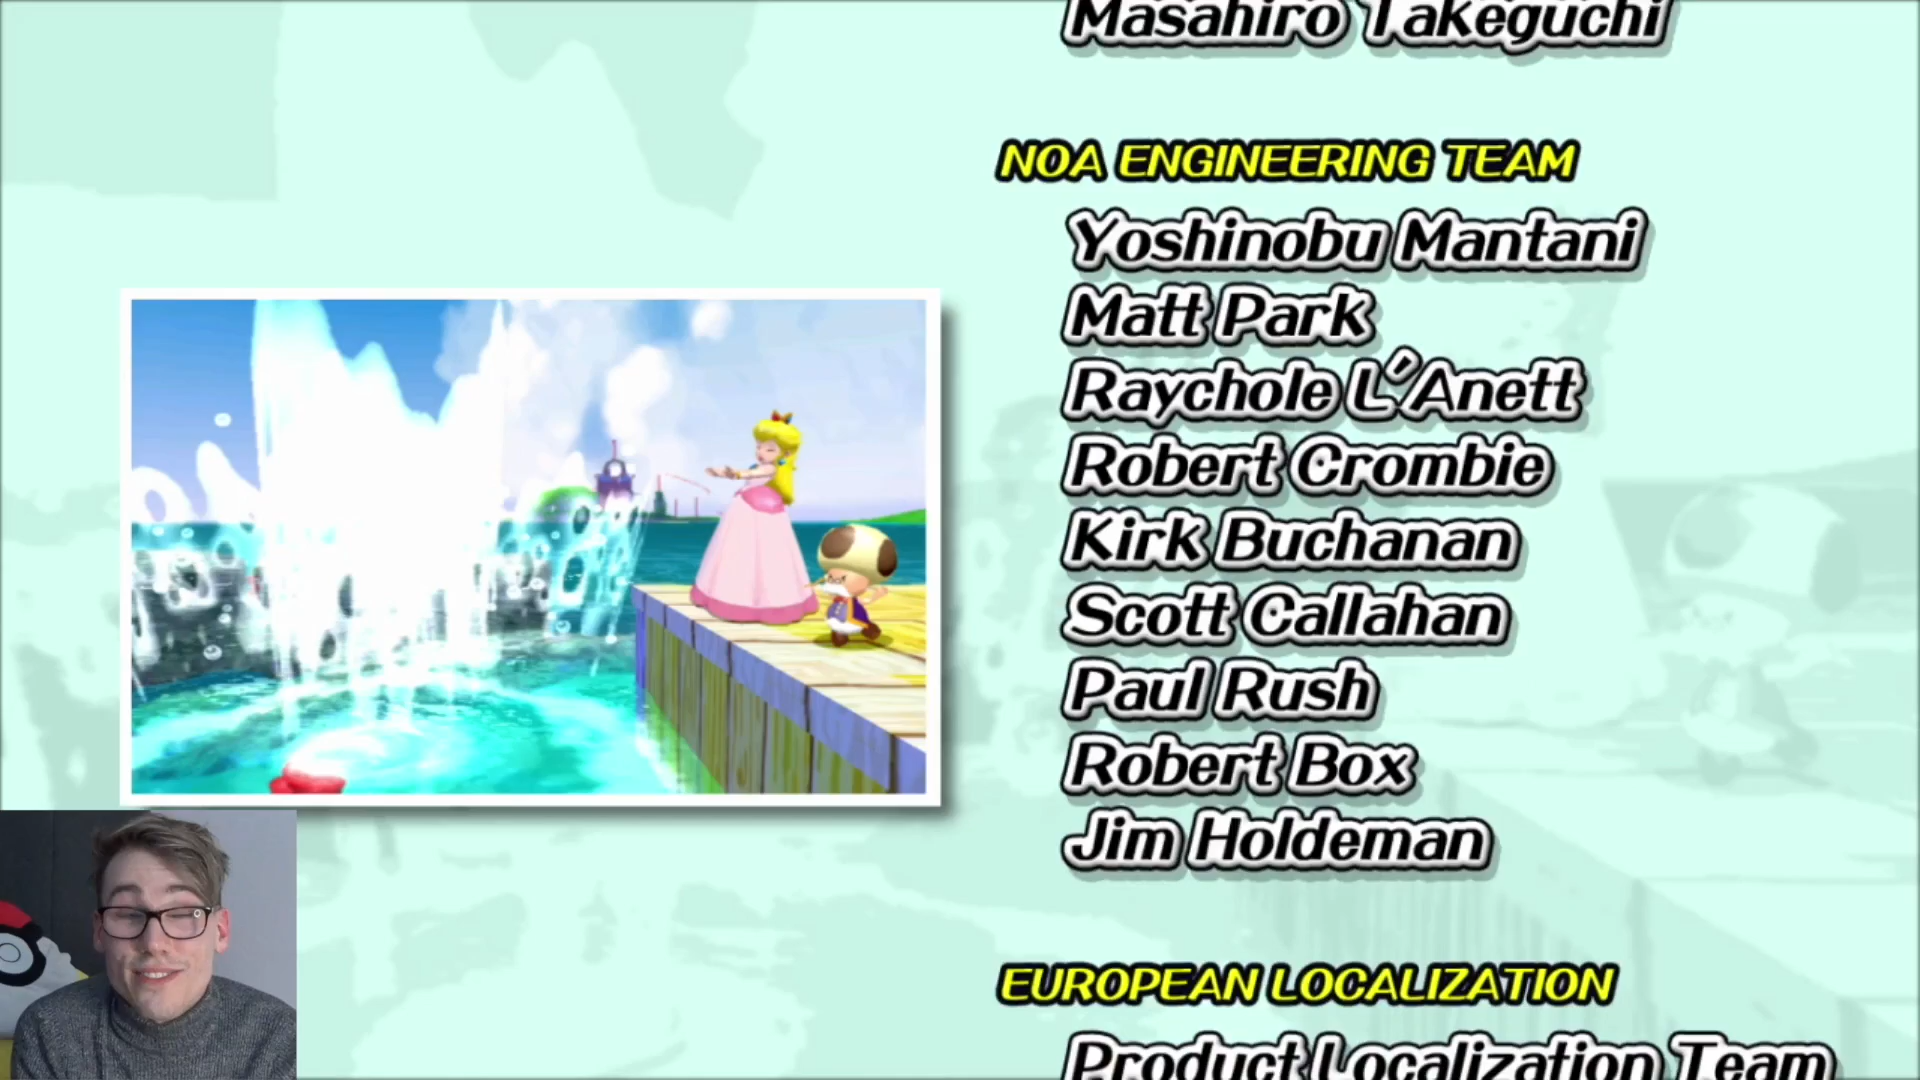 Masahiro Takeguchi
NOA ENGINEERING TEAM
Yoshinobu Mantani
Matt Park
Raychole L'Anett
Robert Crombie
Kirk Buchanan
Scott Callahan
Paul Rush
Robert Box
Jim Holdeman
EUROPEAN LOCALIZATION
Product Localization Team